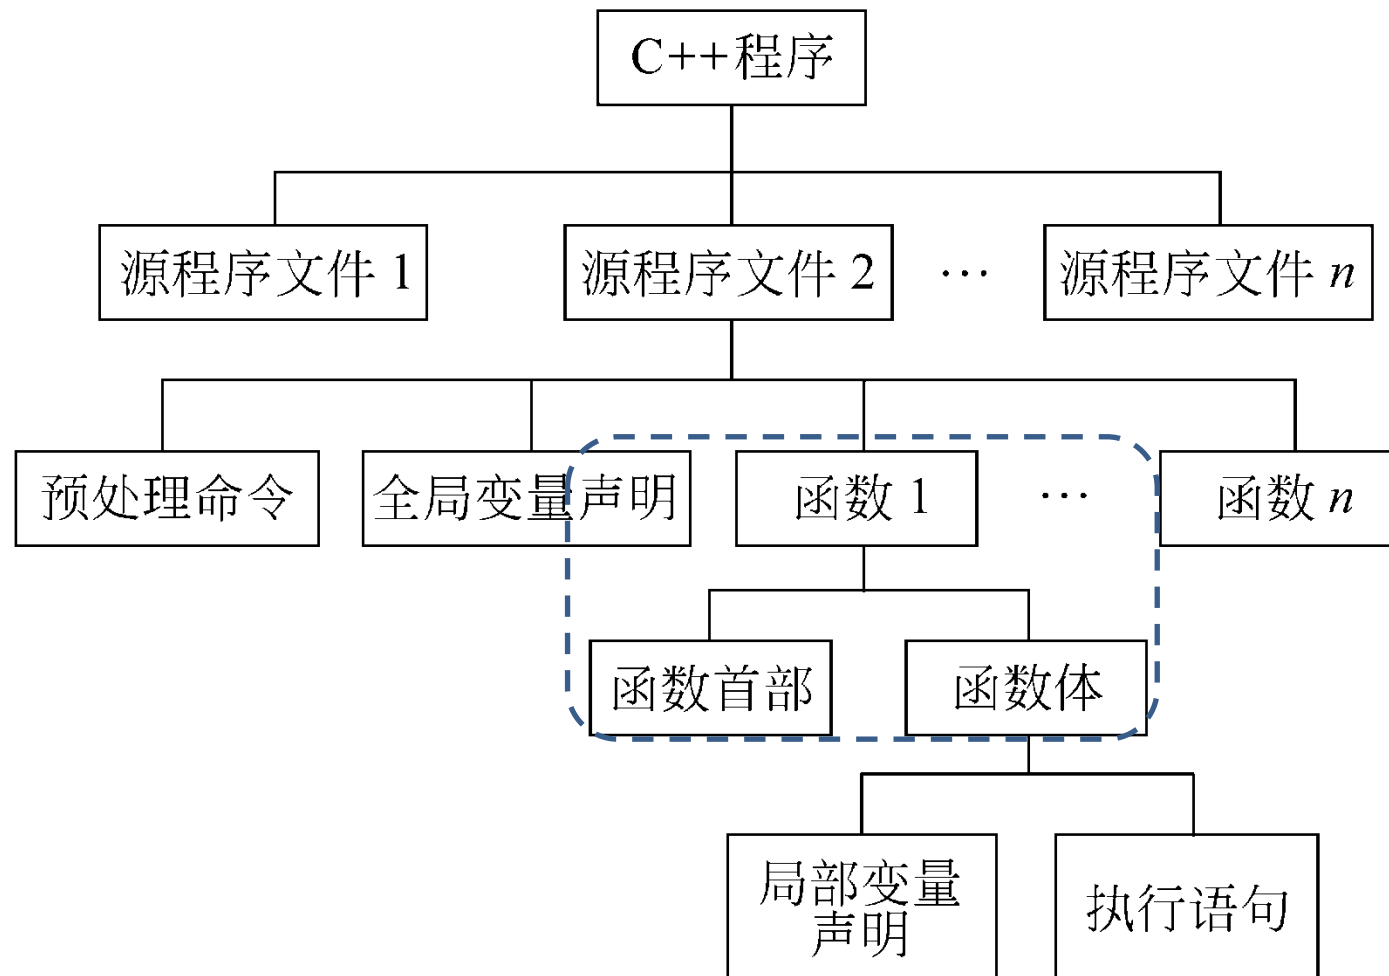 C++程序
源程序文件 1
源程序文件 2
…
源程序文件 n
预处理命令
全局变量声明
函数 1
…
函数 n
函数首部
函数体
局部变量
声明
执行语句